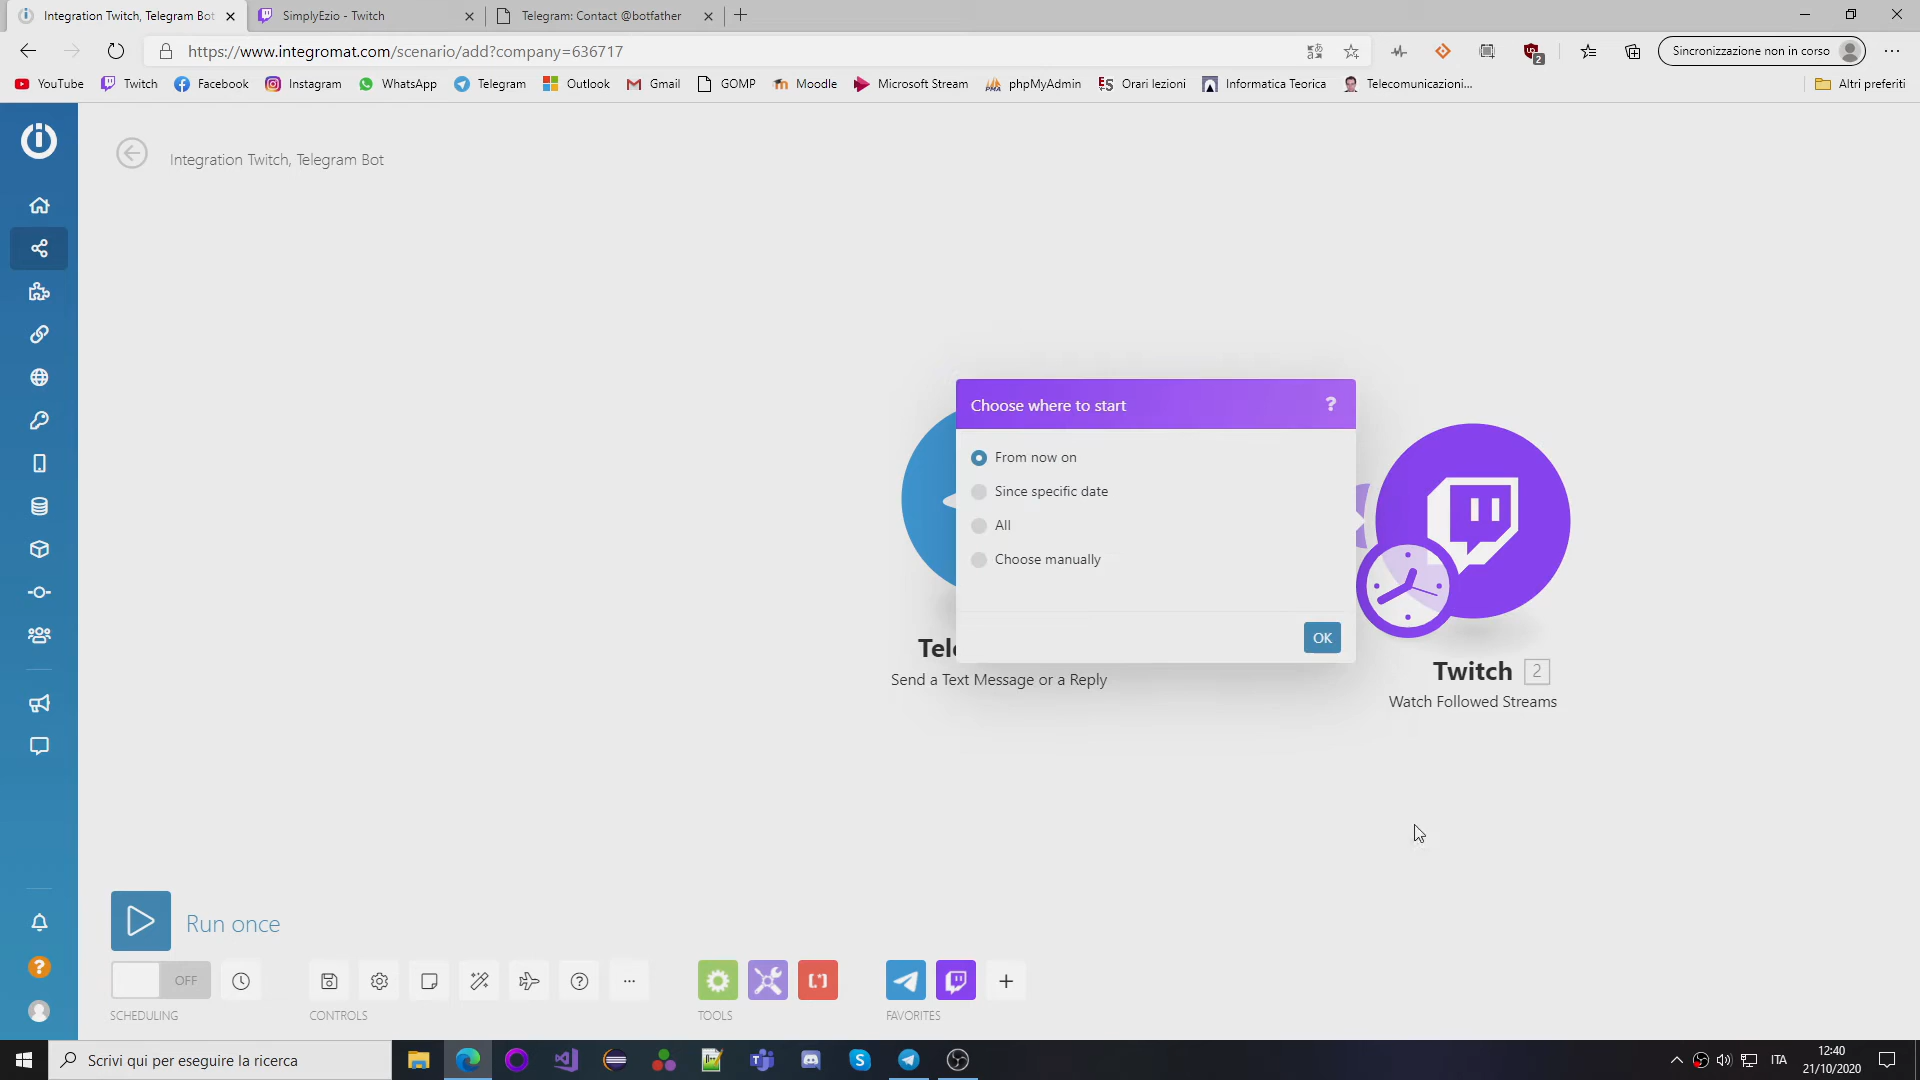 Integration Twitch, Telegram Bot
SimplyEzio - Twitch
Telegram: Contact @botfather
https://www.integromat.com/scenario/add?company=636717
2
Sincronizzazione non in corso
YouTube
Twitch
Facebook
Instagram
WhatsApp
Telegram
Outlook
Gmail
GOMP
Moodle
Microsoft Stream
phpMyAdmin
Orari lezioni
Informatica Teorica
Telecomunicazioni...
Altri preferiti
Integration Twitch, Telegram Bot
Choose where to start
?
From now on
Since specific date
All
Choose manually
OK
Send a Text Message or a Reply
Twitch 2
Watch Followed Streams
Run once
OFF
SCHEDULING
CONTROLS
TOOLS
FAVORITES
Scrivi qui per eseguire la ricerca
ITA
12:40
21/10/2020